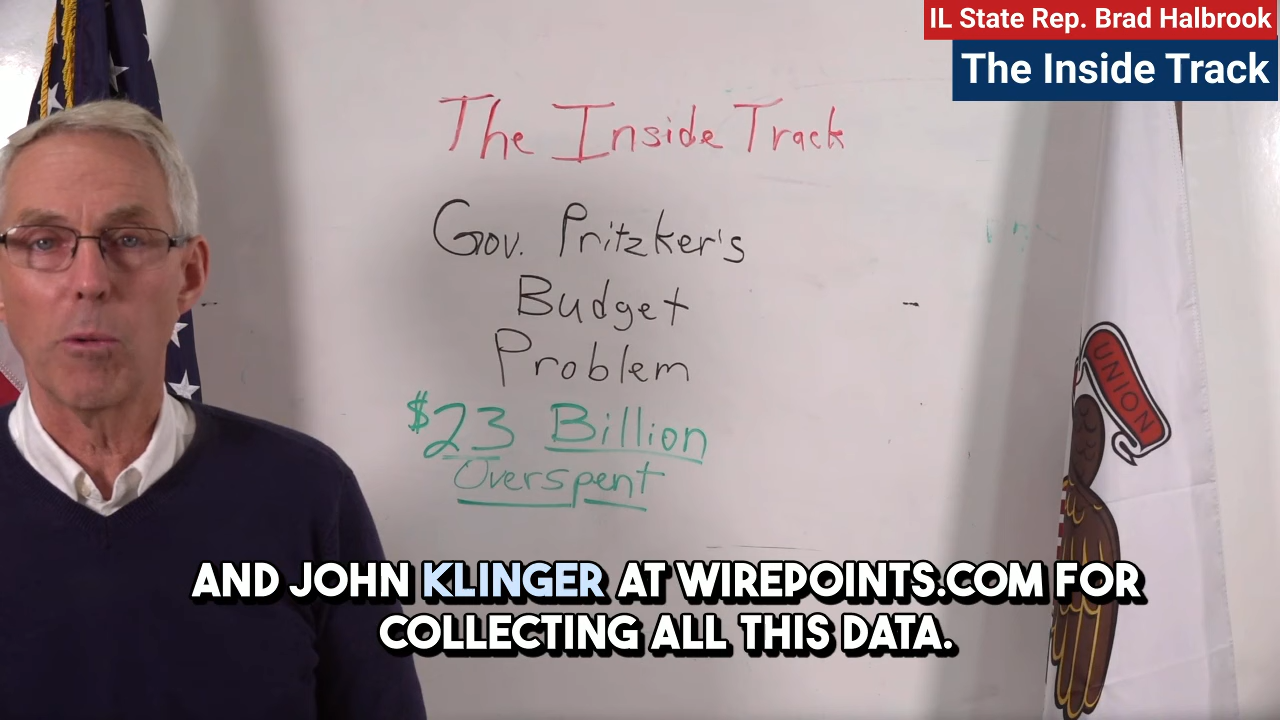 IL State Rep. Brad Halbrook
The Inside Track
The Inside Track
Gov. Pritzker's
Budget
Problem
$23 Billion
Overspent
UNION
AND JOHN KLINGER AT WIREPOINTS.COM FOR
COLLECTING ALL THIS DATA.